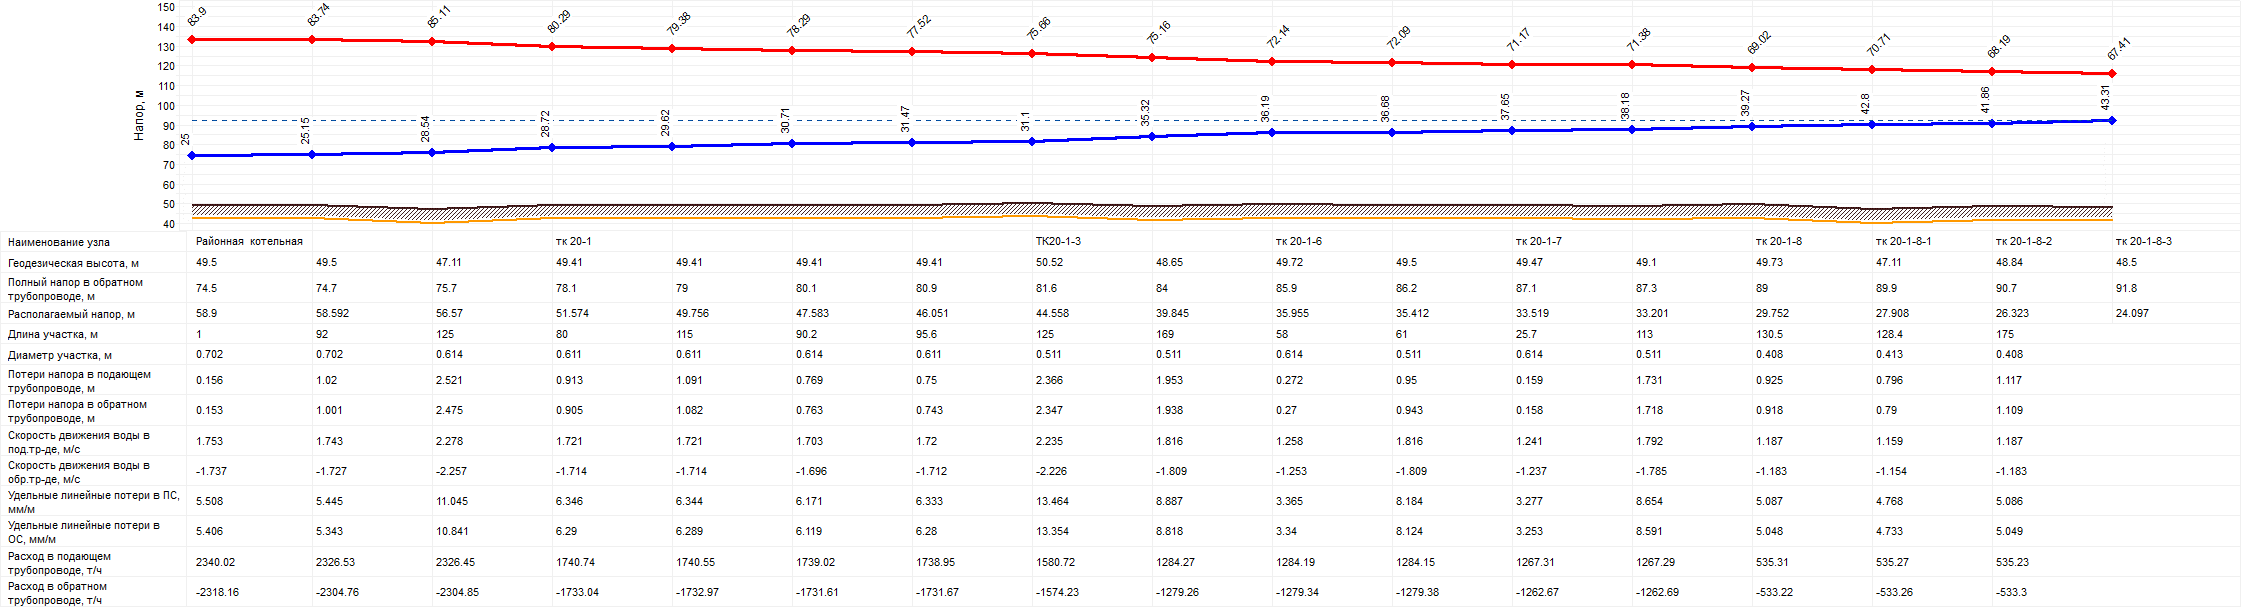 150
140
130
120
110
100
90
80
70
60
50
40
Напор, м
83.9 83.74 85.11 80.29 79.38 78.29 77.52 75.66 75.16 72.14 72.09 71.17 71.38 69.02 70.71 68.19 67.41
25 25.15 28.54 28.72 29.62 30.71 31.47 31.1 35.32 36.19 36.68 37.65 38.18 39.27 42.8 41.86 43.31
Наименование узла Районная котельная тк 20-1 ТК20-1-3 тк 20-1-6 тк 20-1-7 тк 20-1-8 тк 20-1-8-1 тк 20-1-8-2 тк 20-1-8-3
Геодезическая высота, м 49.5 49.5 47.11 49.41 49.41 49.41 49.41 50.52 48.65 49.72 49.5 49.47 49.1 49.73 47.11 48.84 48.5
Полный напор в обратном
трубопроводе, м 74.5 74.7 75.7 78.1 79 80.1 80.9 81.6 84 85.9 86.2 87.1 87.3 89 89.9 90.7 91.8
Располагаемый напор, м 58.9 58.592 56.57 51.574 49.756 47.583 46.051 44.558 39.845 35.955 35.412 33.519 33.201 29.752 27.908 26.323 24.097
Длина участка, м 1 92 125 80 115 90.2 95.6 125 169 58 61 25.7 113 130.5 128.4 175
Диаметр участка, м 0.702 0.702 0.614 0.611 0.611 0.614 0.611 0.511 0.511 0.614 0.511 0.614 0.511 0.408 0.413 0.408
Потери напора в подающем
трубопроводе, м 0.156 1.02 2.521 0.913 1.091 0.769 0.75 2.366 1.953 0.272 0.95 0.159 1.731 0.925 0.796 1.117
Потери напора в обратном
трубопроводе, м 0.153 1.001 2.475 0.905 1.082 0.763 0.743 2.347 1.938 0.27 0.943 0.158 1.718 0.918 0.79 1.109
Скорость движения воды в
под.тр-де, м/с 1.753 1.743 2.278 1.721 1.721 1.703 1.72 2.235 1.816 1.258 1.816 1.241 1.792 1.187 1.159 1.187
Скорость движения воды в
обр.тр-де, м/с -1.737 -1.727 -2.257 -1.714 -1.714 -1.696 -1.712 -2.226 -1.809 -1.253 -1.809 -1.237 -1.785 -1.183 -1.154 -1.183
Удельные линейные потери в ПС,
мм/м 5.508 5.445 11.045 6.346 6.344 6.171 6.333 13.464 8.887 3.365 8.184 3.277 8.654 5.087 4.768 5.086
Удельные линейные потери в
ОС, мм/м 5.406 5.343 10.841 6.29 6.289 6.119 6.28 13.354 8.818 3.34 8.124 3.253 8.591 5.048 4.733 5.049
Расход в подающем
трубопроводе, т/ч 2340.02 2326.53 2326.45 1740.74 1740.55 1739.02 1738.95 1580.72 1284.27 1284.19 1284.15 1267.31 1267.29 535.31 535.27 535.23
Расход в обратном
трубопроводе, т/ч -2318.16 -2304.76 -2304.85 -1733.04 -1732.97 -1731.61 -1731.67 -1574.23 -1279.26 -1279.34 -1279.38 -1262.67 -1262.69 -533.22 -533.26 -533.3